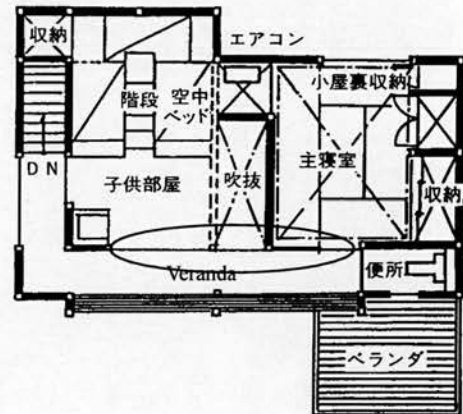 収納
エアコン
小屋裏収納
階段
空中
ベッド
DN
子供部屋
吹抜
主寝室
収納
Veranda
便所
ベランダ